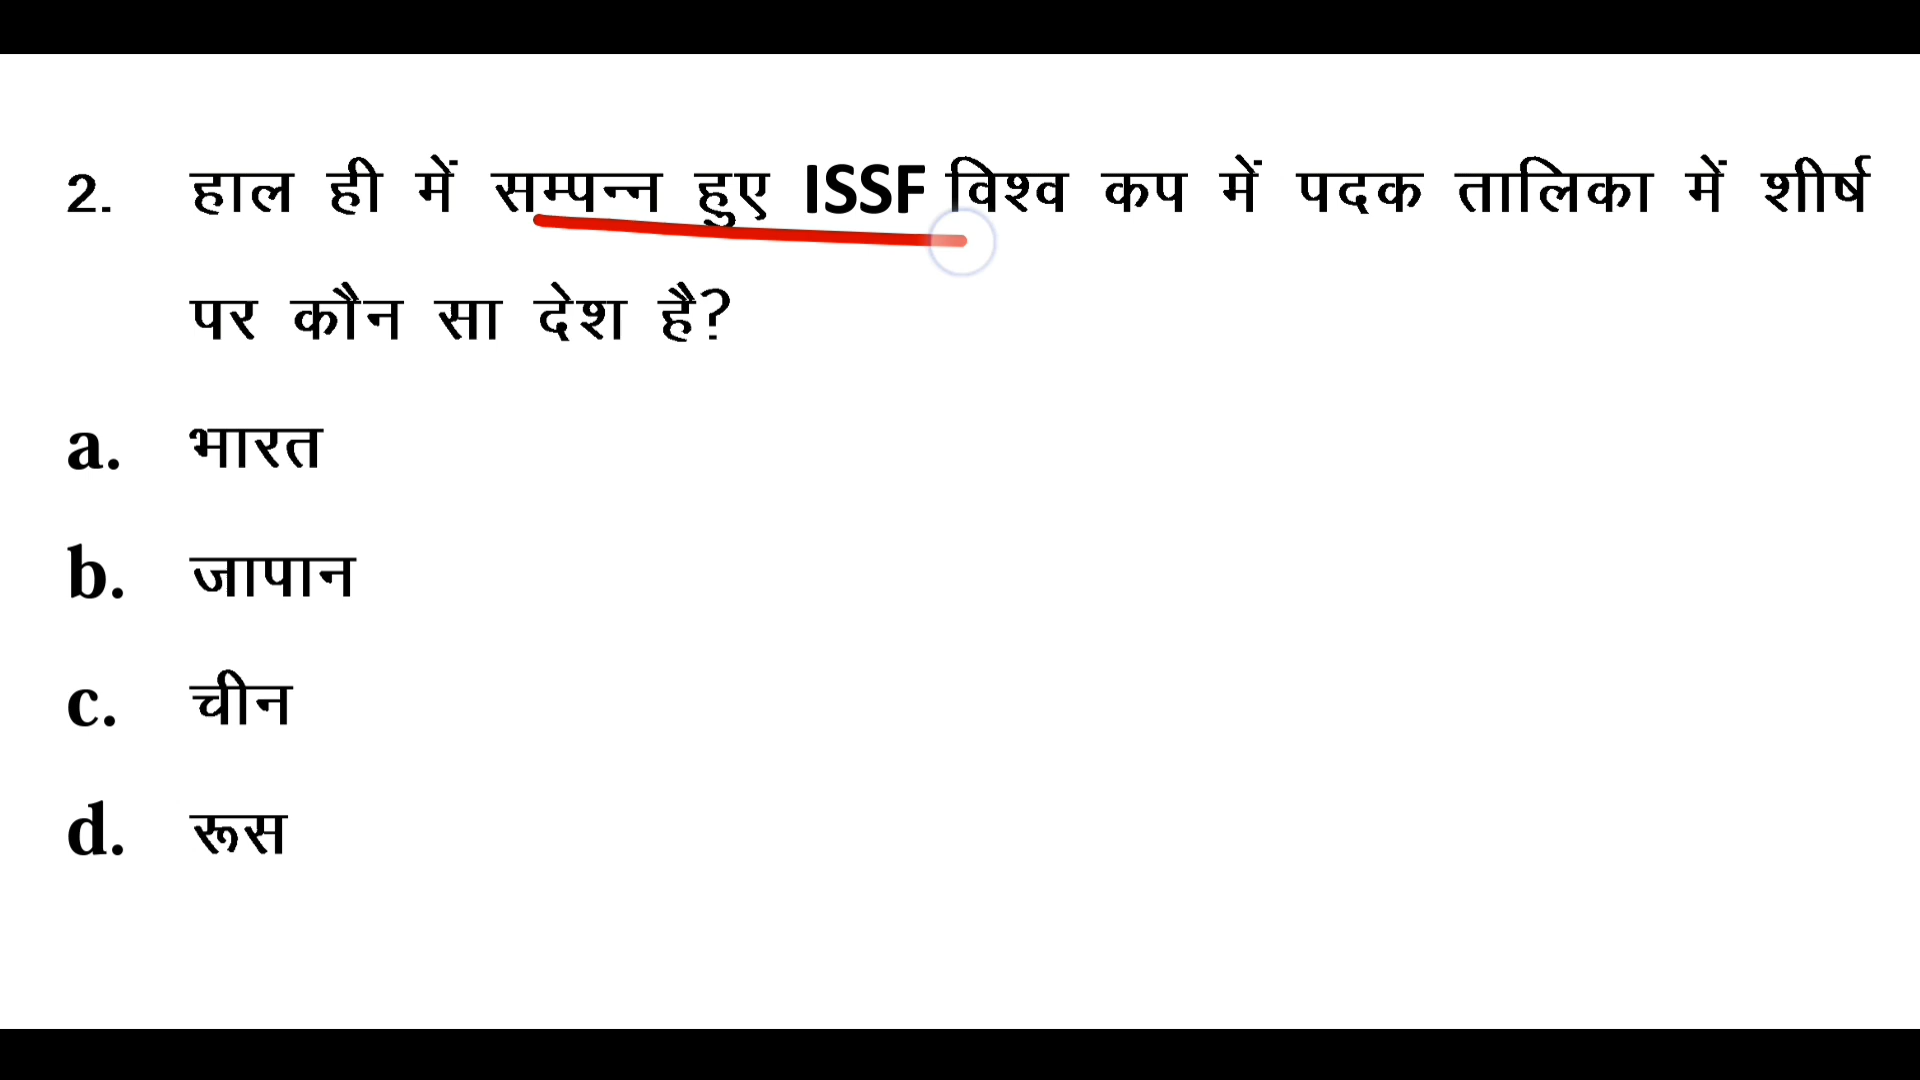 2. हाल ही में सम्पन्न हुए ISSF विश्व कप में पदक तालिका में शीर्ष
पर कौन सा देश है?
a. भारत
b. जापान
c. चीन
d. रूस